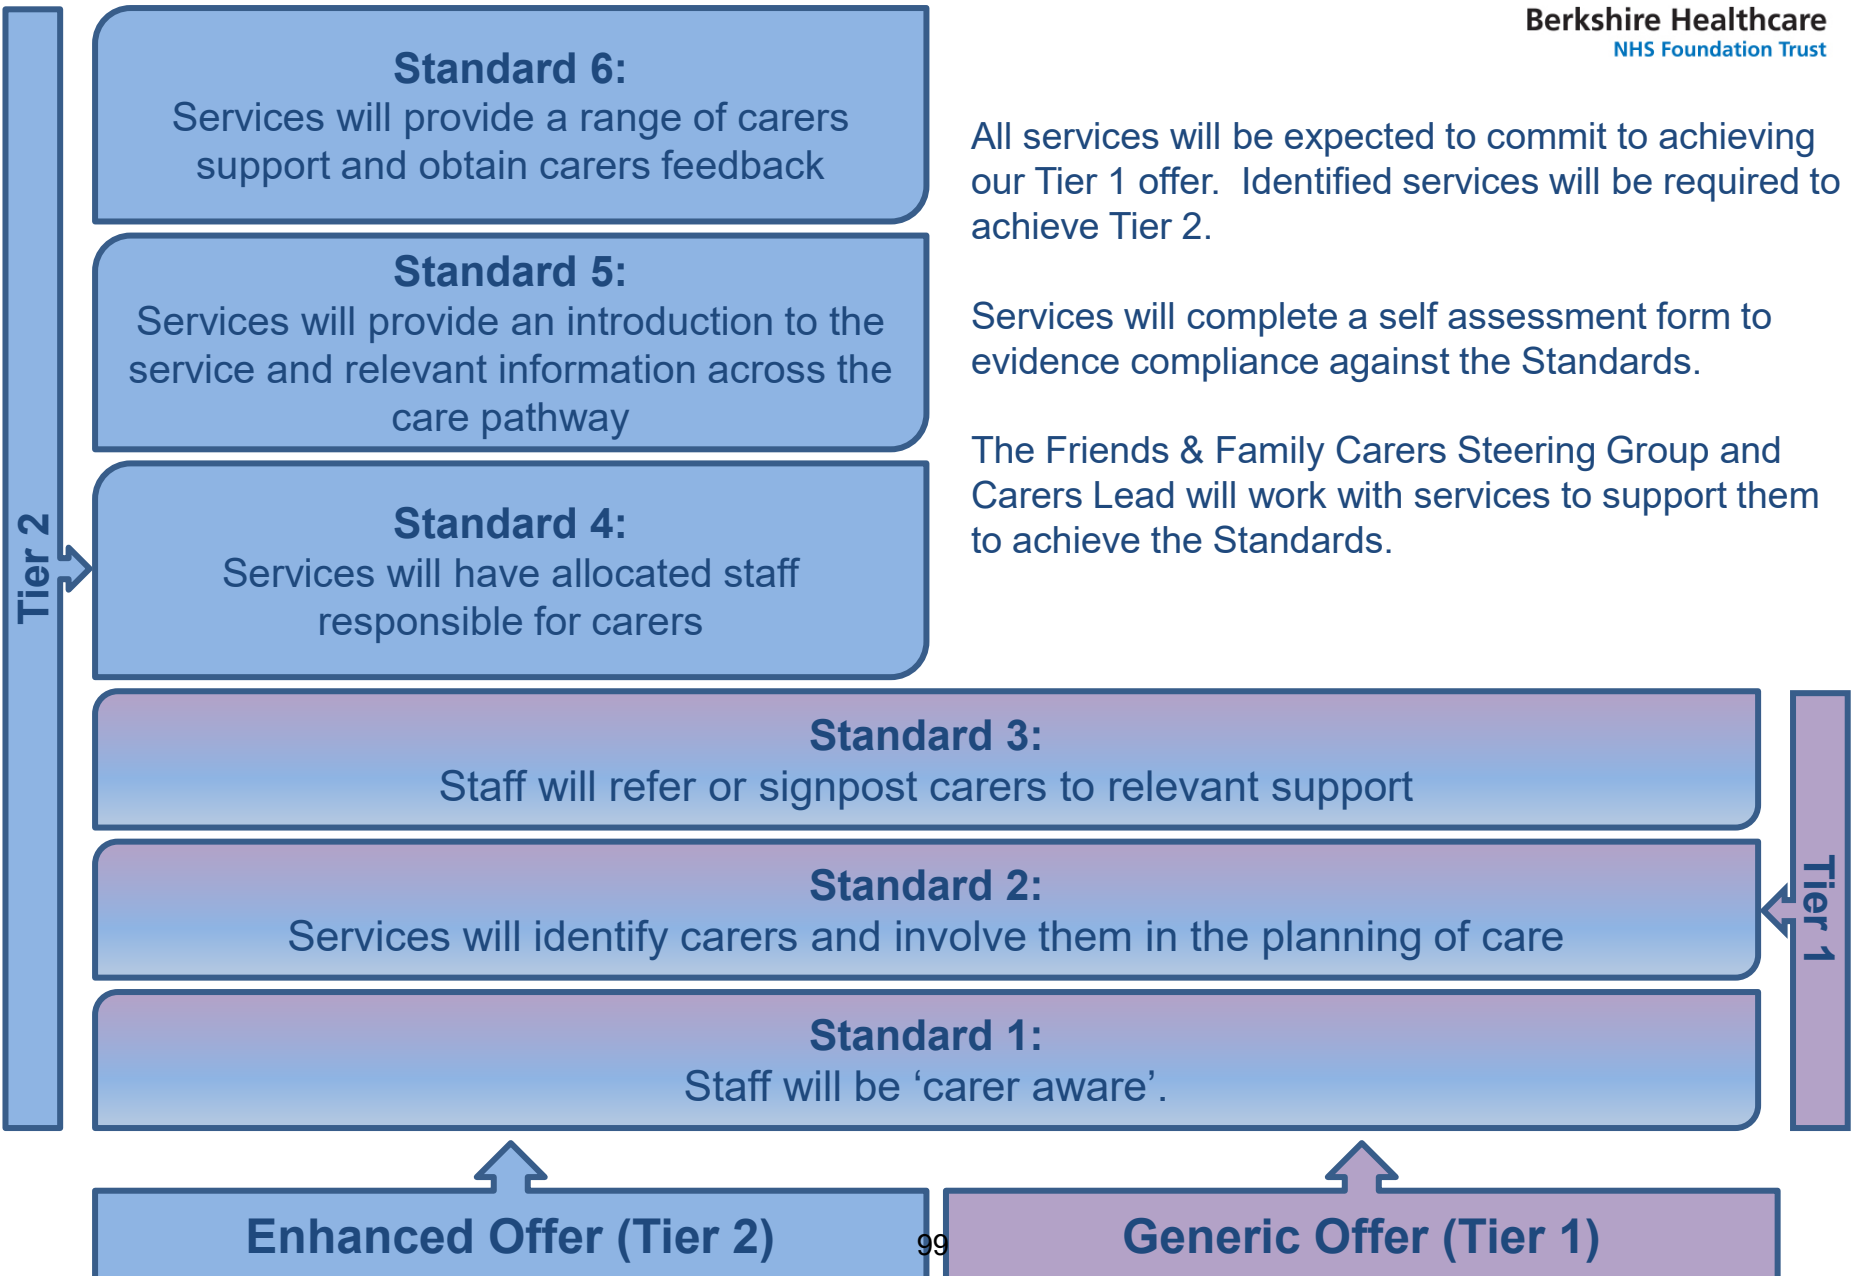 Berkshire Healthcare
NHS Foundation Trust
Standard 6:
Services will provide a range of carers
support and obtain carers feedback
Standard 5:
Services will provide an introduction to the
service and relevant information across the
care pathway
Standard 4:
Services will have allocated staff
responsible for carers
All services will be expected to commit to achieving
our Tier 1 offer.  Identified services will be required to
achieve Tier 2.
Services will complete a self assessment form to
evidence compliance against the Standards.
The Friends & Family Carers Steering Group and
Carers Lead will work with services to support them
to achieve the Standards.
Tier 2
Standard 3:
Staff will refer or signpost carers to relevant support
Standard 2:
Services will identify carers and involve them in the planning of care
Standard 1:
Staff will be ‘carer aware’.
Tier 1
Enhanced Offer (Tier 2)
Generic Offer (Tier 1)
99